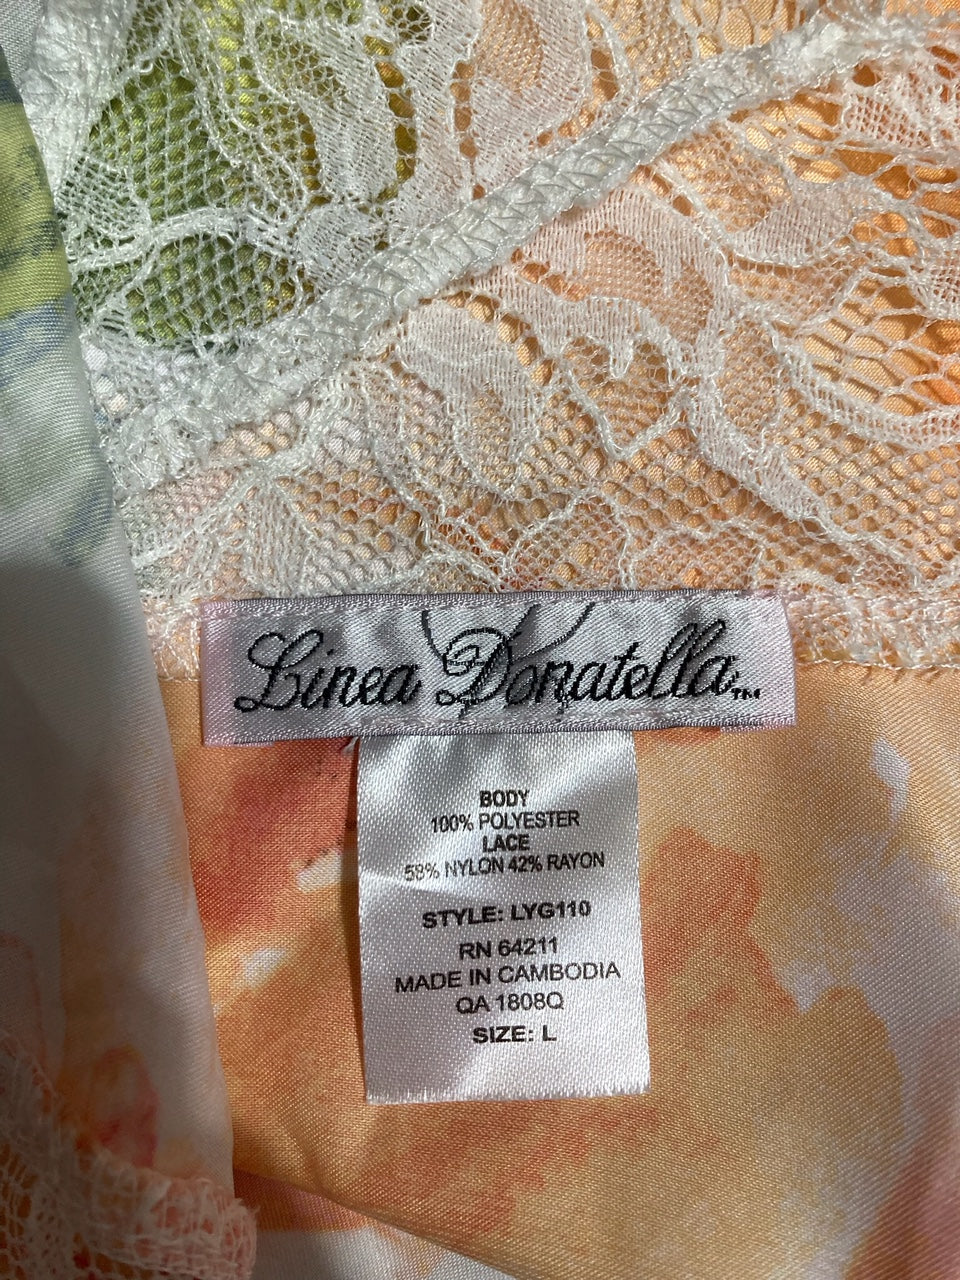 Linea Donatella™
BODY
100% POLYESTER
LACE
58% NYLON 42% RAYON
STYLE: LYG110
RN 64211
MADE IN CAMBODIA
QA 1808Q
SIZE: L